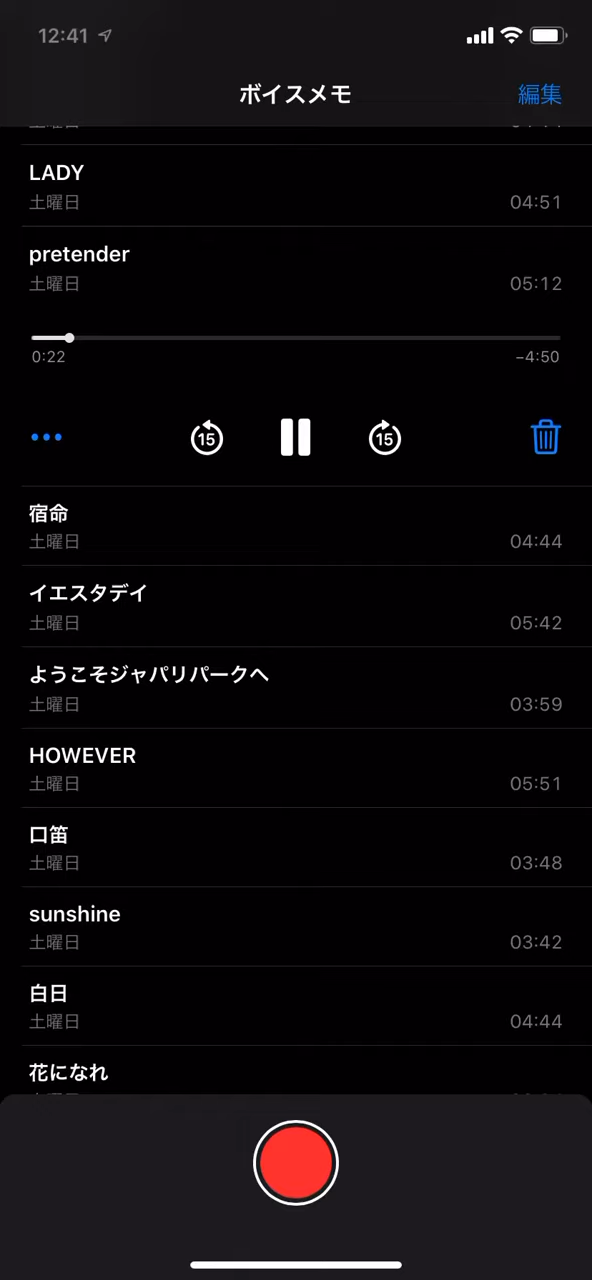 12:41
ボイスメモ
編集
LADY
土曜日
04:51
pretender
土曜日
05:12
0:22
−4:50
15
15
宿命
土曜日
04:44
イエスタデイ
土曜日
05:42
ようこそジャパリパークへ
土曜日
03:59
HOWEVER
土曜日
05:51
口笛
土曜日
03:48
sunshine
土曜日
03:42
白日
土曜日
04:44
花になれ